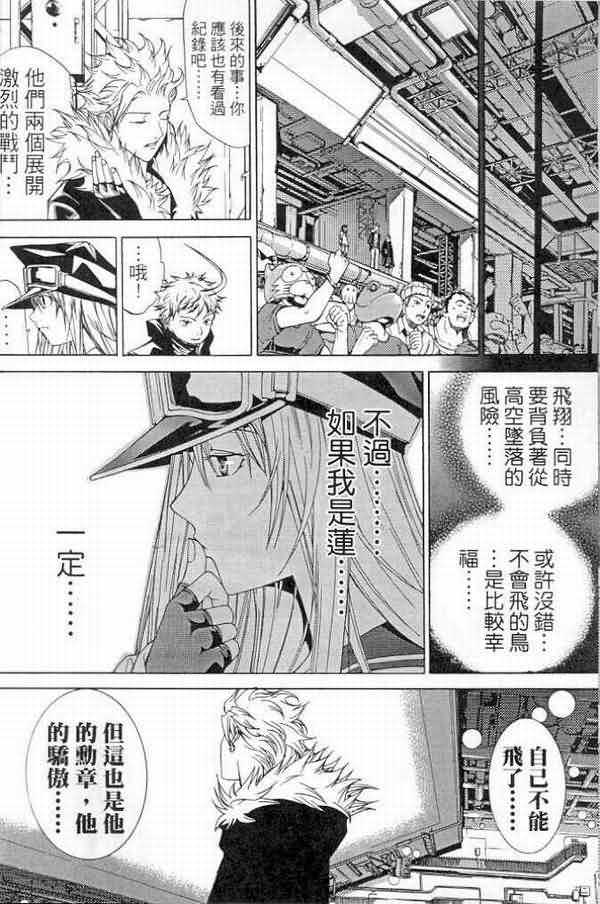 後來的事…你
應該也有看過
紀錄吧……
他們兩個展開
激烈的戰鬥…
…哦！
……
飛翔…同時
要背負著從
高空墜落的
風險……
或許沒錯…
不會飛的鳥
…是比較幸
福……
不過………
如果我是蓮……
一定……
自己不能
飛了……
但這也是他
的勳章，他
的驕傲……